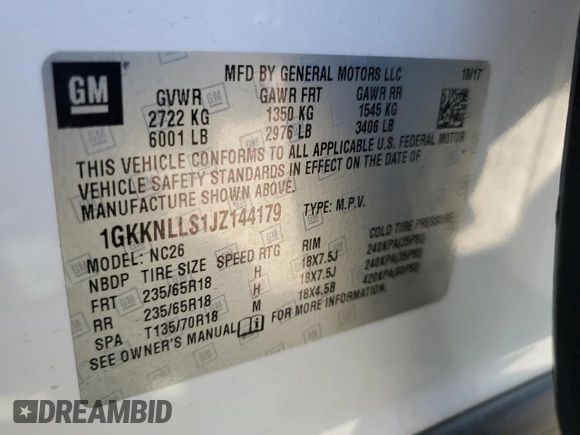 GM
MFD BY GENERAL MOTORS LLC 10/17
GVWR GAWR FRT GAWR RR
2722 KG 1350 KG 1545 KG
6001 LB 2976 LB 3406 LB
THIS VEHICLE CONFORMS TO ALL APPLICABLE U.S. FEDERAL MOTOR
VEHICLE SAFETY STANDARDS IN EFFECT ON THE DATE OF
MANUFACTURE SHOWN ABOVE.
1GKKNLLS1JZ144179 TYPE: M.P.V.
MODEL: NC26
NBDP TIRE SIZE SPEED RTG RIM COLD TIRE PRESSURE
FRT 235/65R18 H 18X7.5J 240KPA(35PSI)
RR 235/65R18 H 18X7.5J 240KPA(35PSI)
SPA T135/70R18 M 18X4.5B 420KPA(60PSI)
SEE OWNER'S MANUAL FOR MORE INFORMATION.
DREAMBID